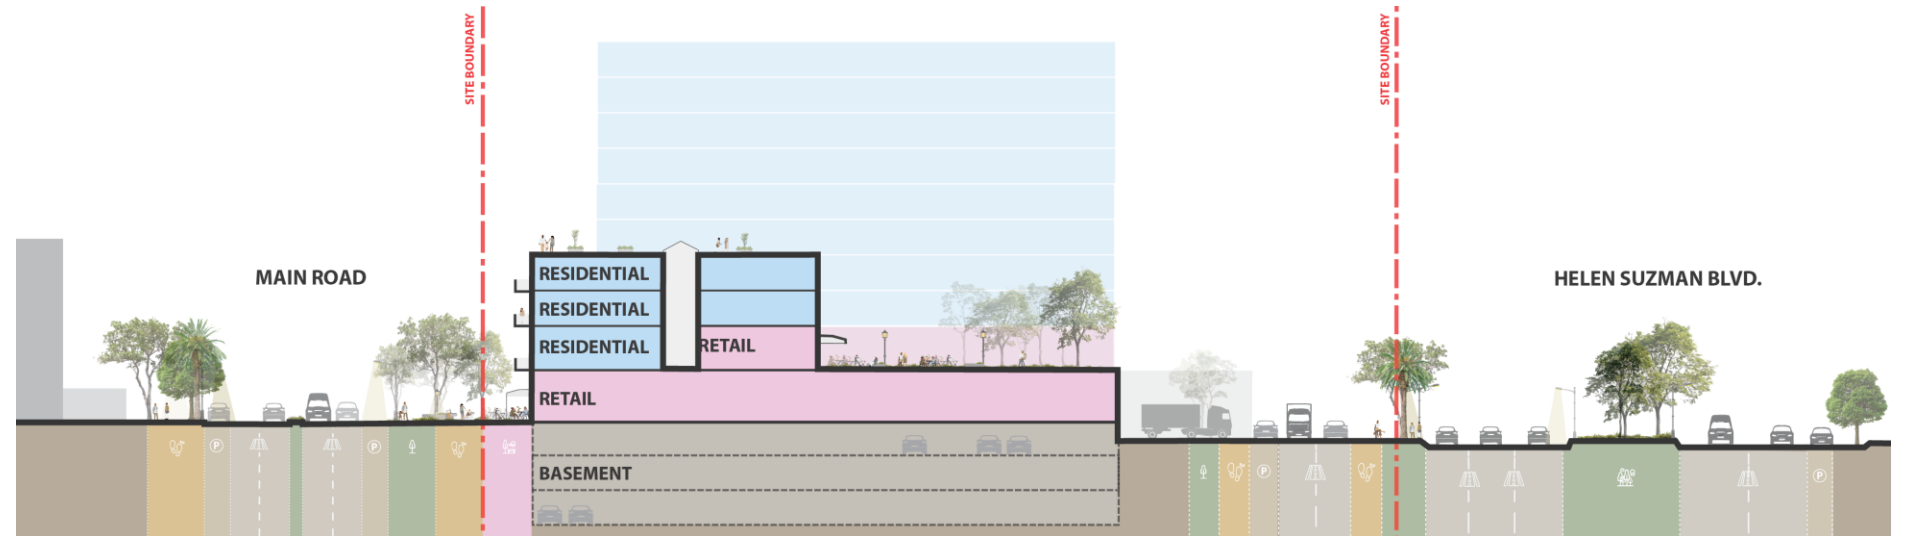 SITE BOUNDARY
SITE BOUNDARY
MAIN ROAD
HELEN SUZMAN BLVD.
RESIDENTIAL
RESIDENTIAL
RESIDENTIAL
RETAIL
RETAIL
BASEMENT
P
P
P
P